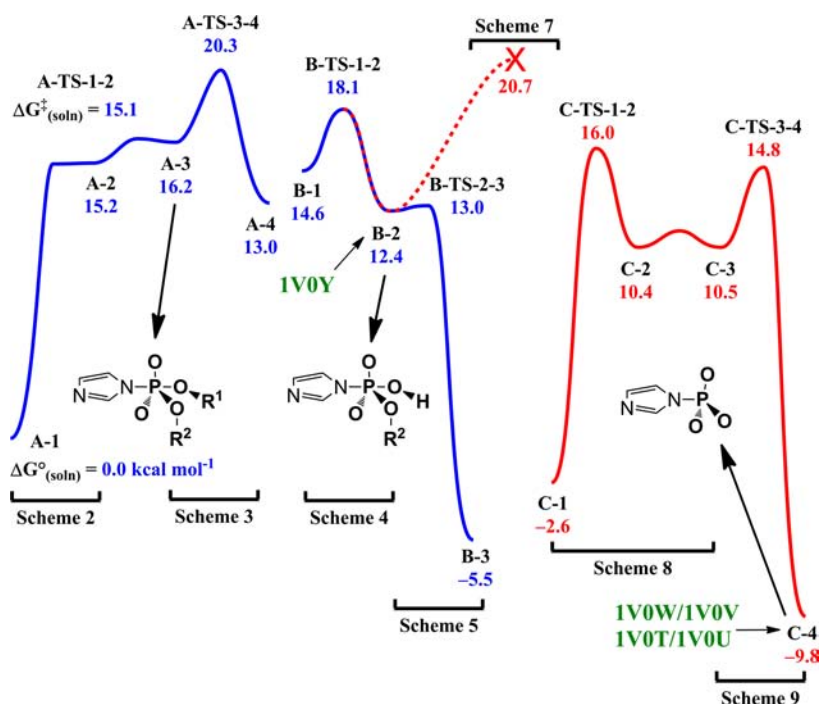 Scheme 7
A-TS-3-4
20.3
B-TS-1-2
18.1
X
20.7
A-TS-1-2
ΔG‡(soln) = 15.1
C-TS-1-2
16.0
C-TS-3-4
14.8
A-2
15.2
A-3
16.2
A-4
13.0
B-1
14.6
B-2
12.4
B-TS-2-3
13.0
1V0Y
C-2
10.4
C-3
10.5
N
N
P
O
O
O
O
R1
R2
N
N
P
O
O
O
O
H
R2
N
N
P
O
O
O
A-1
ΔG°(soln) = 0.0 kcal mol-1
Scheme 2
Scheme 3
Scheme 4
B-3
–5.5
Scheme 5
C-1
–2.6
Scheme 8
1V0W/1V0V
1V0T/1V0U
C-4
–9.8
Scheme 9